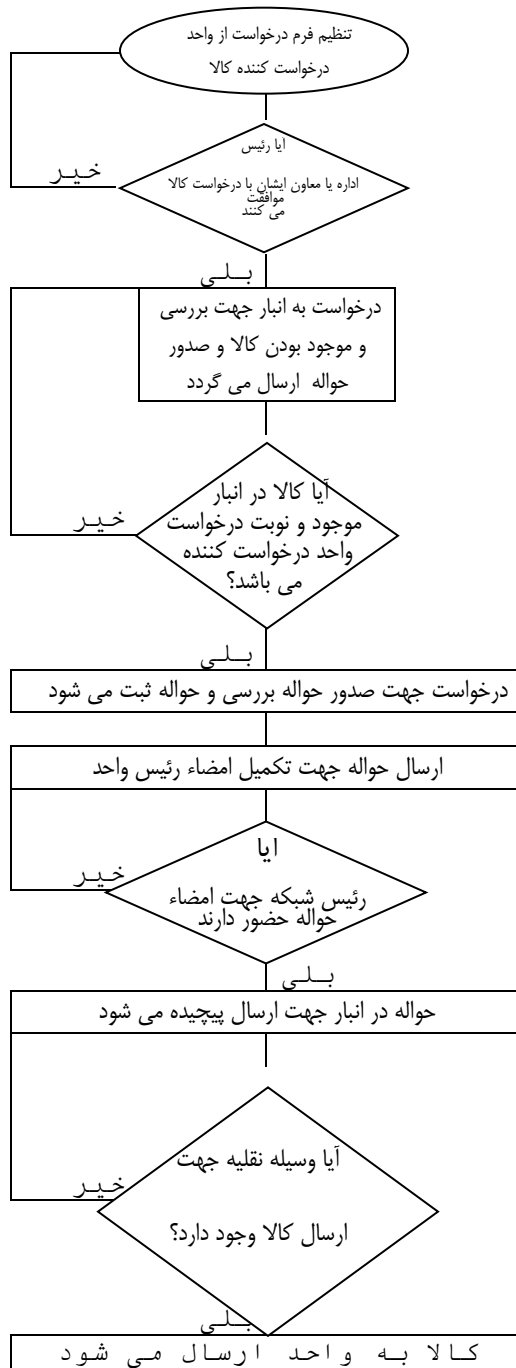 تنظیم فرم درخواست از واحد
درخواست کننده کالا
آیا رئیس
اداره یا معاون ایشان با درخواست کالا
موافقت
می کنند
خیر
بلی
درخواست به انبار جهت بررسی
و موجود بودن کالا و صدور
حواله ارسال می گردد
آیا کالا در انبار
موجود و نوبت درخواست
واحد درخواست کننده
می باشد؟
خیر
بلی
درخواست جهت صدور حواله بررسی و حواله ثبت می شود
ارسال حواله جهت تکمیل امضاء رئیس واحد
ایا
رئیس شبکه جهت امضاء
حواله حضور دارند
خیر
بلی
حواله در انبار جهت ارسال پیچیده می شود
آیا وسیله نقلیه جهت
ارسال کالا وجود دارد؟
خیر
بلی
کالا به واحد ارسال می شود